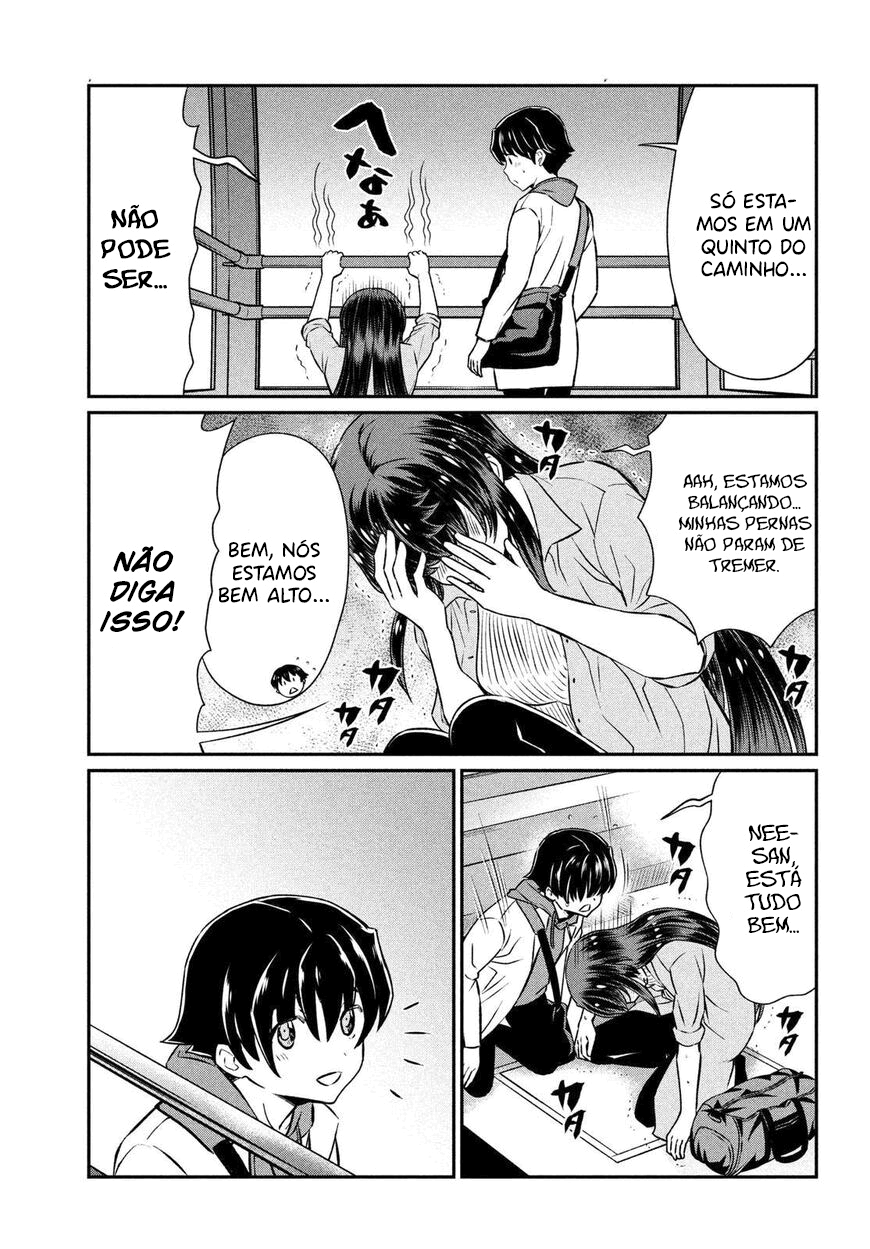 SÓ ESTA-
MOS EM UM
QUINTO DO
CAMINHO...
へなぁ
NÃO
PODE
SER...
AAH, ESTAMOS
BALANÇANDO...
MINHAS PERNAS
NÃO PARAM DE
TREMER.
カタ
BEM, NÓS
ESTAMOS
BEM ALTO...
NÃO
DIGA
ISSO!
カタ
カタ
NEE-
SAN,
ESTÁ
TUDO
BEM...
カタ
カタ
カタ